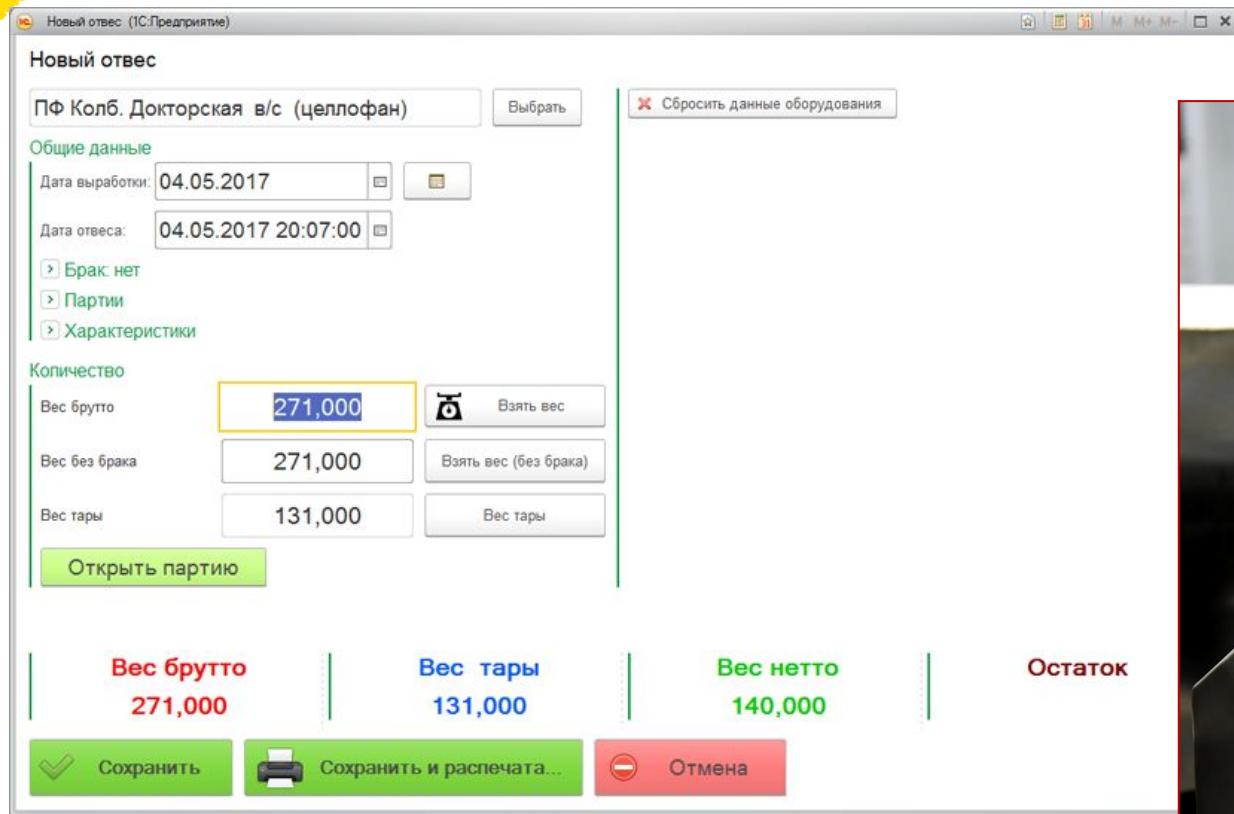 Новый отвес (1С:Предприятие)
M M+ M-
Новый отвес
ПФ Колб. Докторская в/с (целлофан)
Выбрать
Сбросить данные оборудования
Общие данные
Дата выработки: 04.05.2017
Дата отвеса: 04.05.2017 20:07:00
Брак: нет
Партии
Характеристики
Количество
Вес брутто 271,000 Взять вес
Вес без брака 271,000 Взять вес (без брака)
Вес тары 131,000 Вес тары
Открыть партию
Вес брутто Вес тары Вес нетто Остаток
271,000 131,000 140,000
Сохранить Сохранить и распечата... Отмена